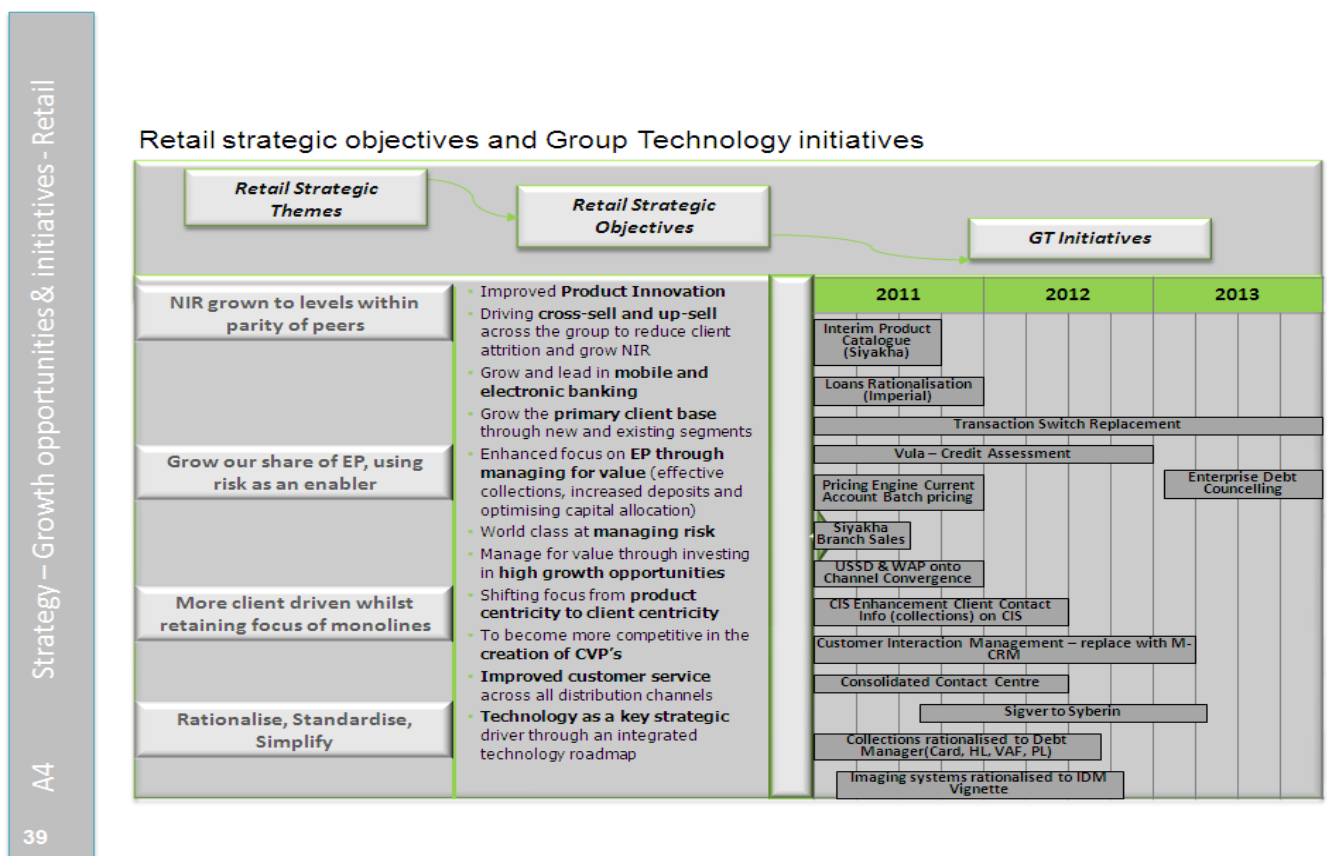 Strategy – Growth opportunities & initiatives - Retail
A4
39
Retail strategic objectives and Group Technology initiatives
Retail Strategic
Themes
Retail Strategic
Objectives
GT Initiatives
NIR grown to levels within
parity of peers
Grow our share of EP, using
risk as an enabler
More client driven whilst
retaining focus of monolines
Rationalise, Standardise,
Simplify
• Improved Product Innovation
• Driving cross-sell and up-sell
across the group to reduce client
attrition and grow NIR
• Grow and lead in mobile and
electronic banking
• Grow the primary client base
through new and existing segments
• Enhanced focus on EP through
managing for value (effective
collections, increased deposits and
optimising capital allocation)
• World class at managing risk
• Manage for value through investing
in high growth opportunities
• Shifting focus from product
centricity to client centricity
• To become more competitive in the
creation of CVP's
• Improved customer service
across all distribution channels
• Technology as a key strategic
driver through an integrated
technology roadmap
2011
2012
2013
Interim Product
Catalogue
(Siyakha)
Loans Rationalisation
(Imperial)
Transaction Switch Replacement
Vula – Credit Assessment
Pricing Engine Current
Account Batch pricing
Enterprise Debt
Councelling
Siyakha
Branch Sales
USSD & WAP onto
Channel Convergence
CIS Enhancement Client Contact
Info (collections) on CIS
Customer Interaction Management – replace with M-
CRM
Consolidated Contact Centre
Sigver to Syberin
Collections rationalised to Debt
Manager(Card, HL, VAF, PL)
Imaging systems rationalised to IDM
Vignette